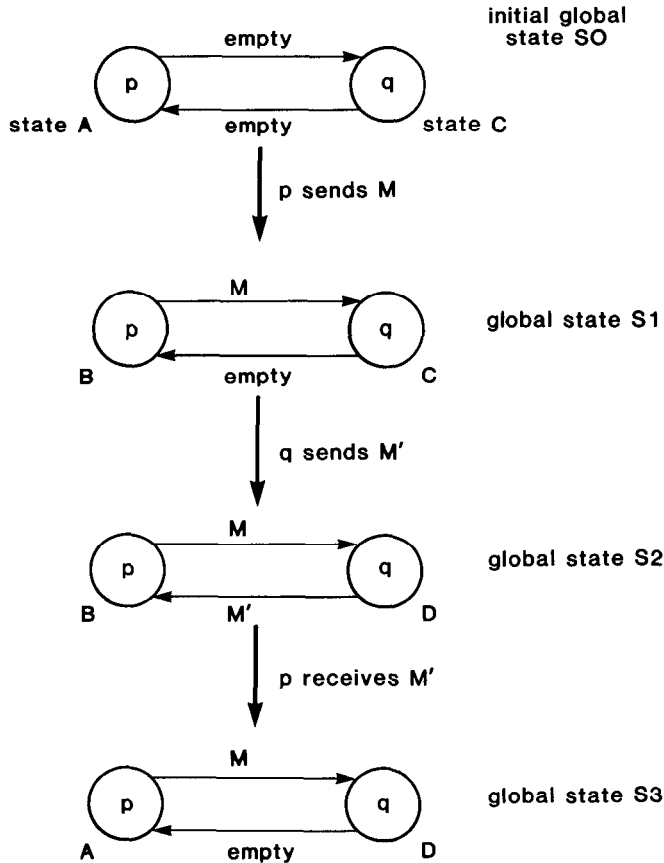 initial global
state SO
empty
p
q
empty
state A
state C
p sends M
M
p
q
global state S1
empty
B
C
q sends M′
M
p
q
global state S2
M′
B
D
p receives M′
M
p
q
global state S3
empty
A
D